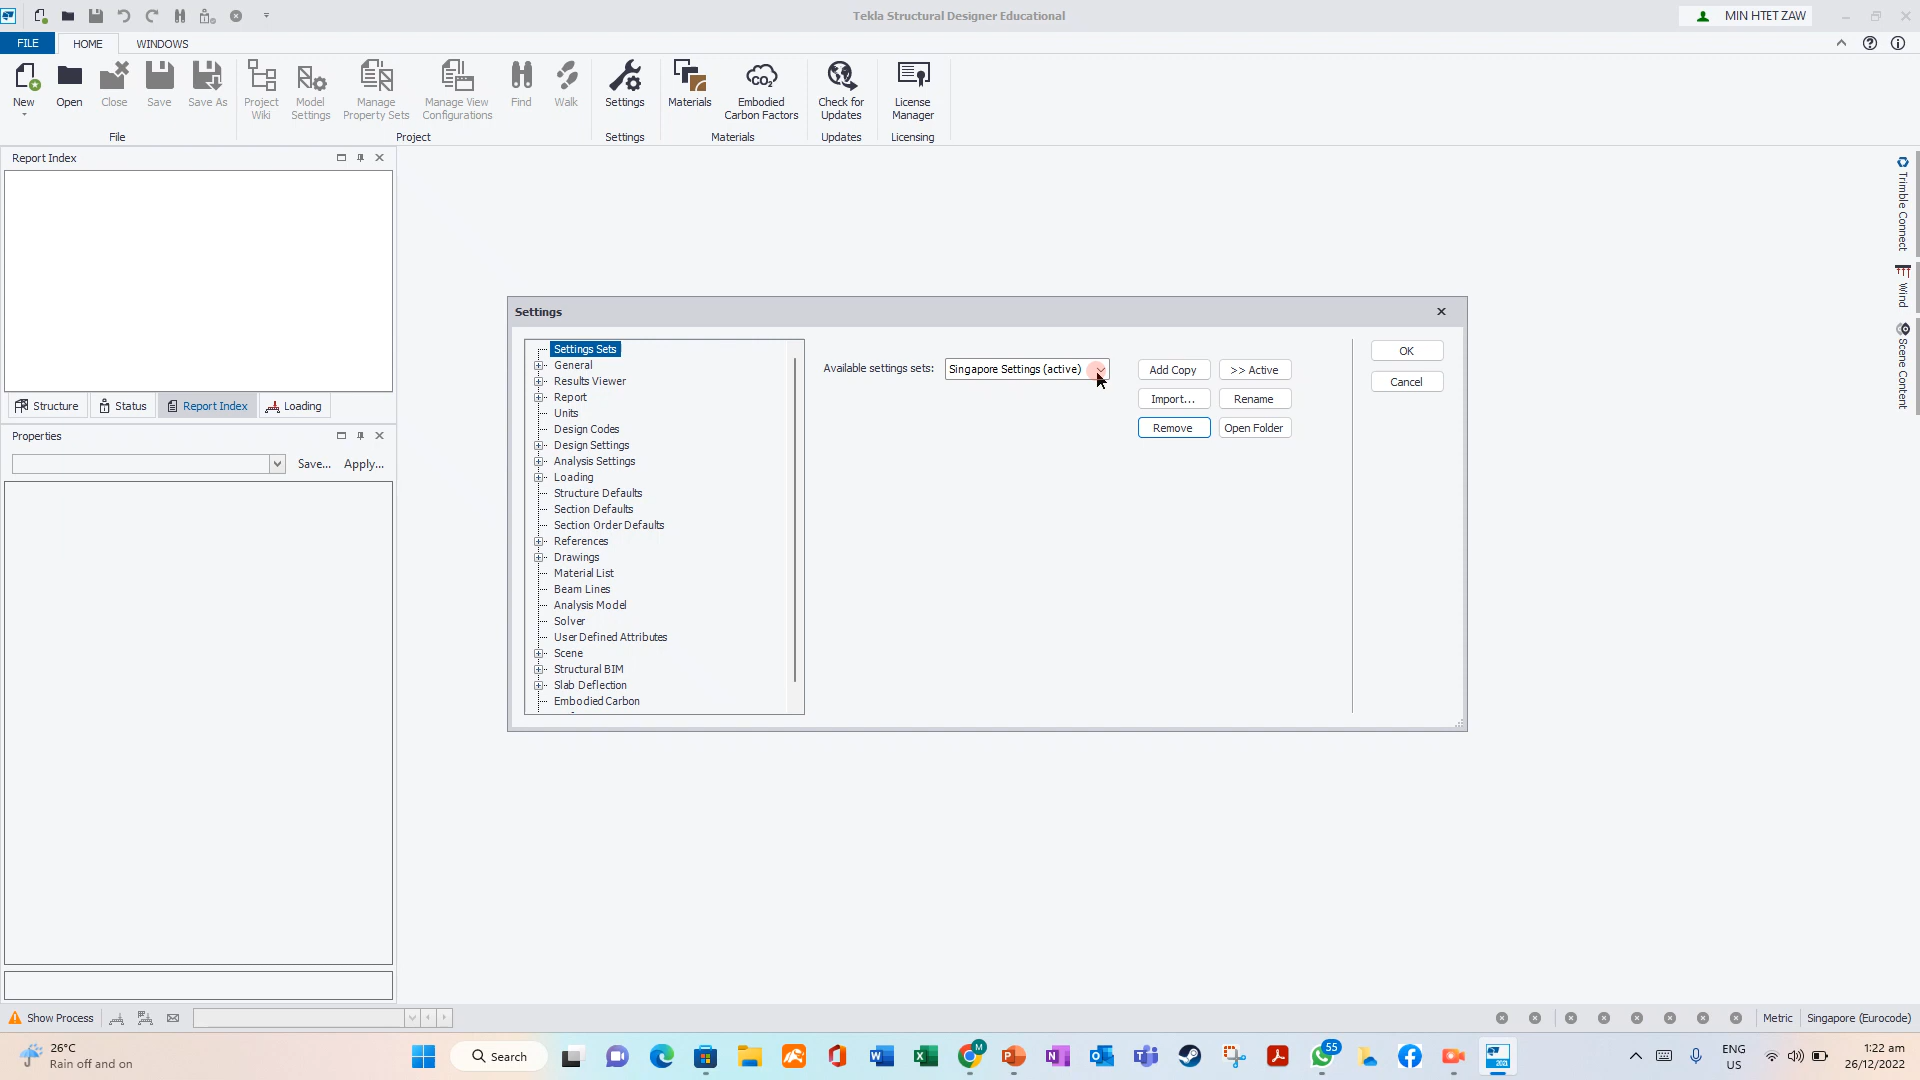 Tekla Structural Designer Educational
MIN HTET ZAW
FILE
HOME
WINDOWS
New
Open
Close
Save
Save As
Project Wiki
Model Settings
Manage Property Sets
Manage View Configurations
Find
Walk
Settings
Materials
Embodied Carbon Factors
Check for Updates
License Manager
File
Project
Settings
Materials
Updates
Licensing
Report Index
Structure
Status
Report Index
Loading
Properties
Save...
Apply...
Settings
Settings Sets
General
Results Viewer
Report
Units
Design Codes
Design Settings
Analysis Settings
Loading
Structure Defaults
Section Defaults
Section Order Defaults
References
Drawings
Material List
Beam Lines
Analysis Model
Solver
User Defined Attributes
Scene
Structural BIM
Slab Deflection
Embodied Carbon
Available settings sets:
Singapore Settings (active)
Add Copy
>> Active
Import...
Rename
Remove
Open Folder
OK
Cancel
Trimble Connect
Wind
Scene Content
Show Process
Metric
Singapore (Eurocode)
26°C
Rain off and on
Search
55
ENG
US
1:22 am
26/12/2022